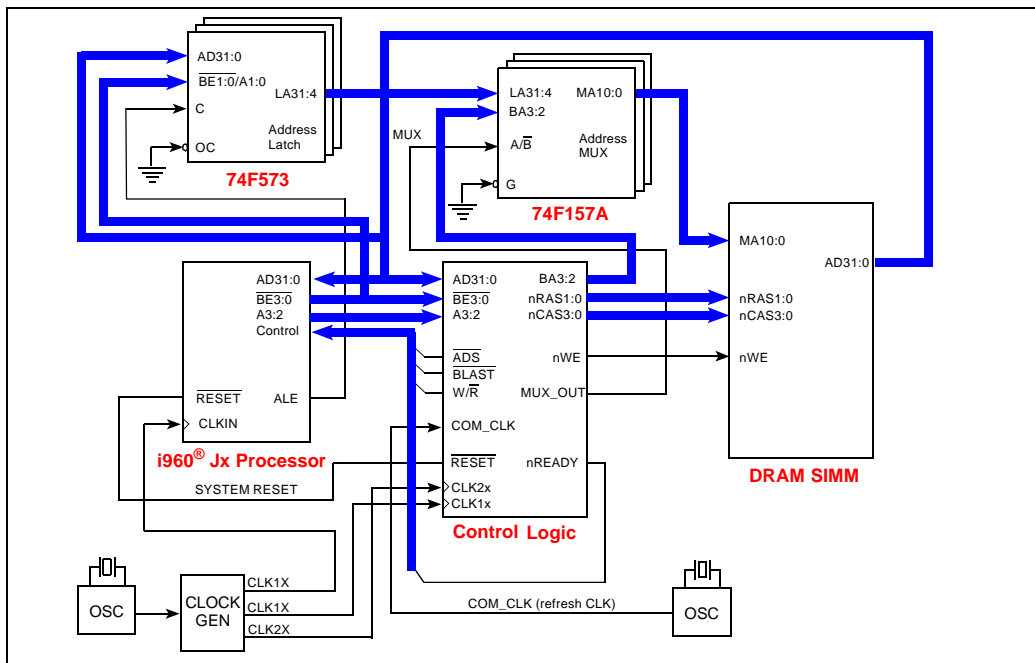 AD31:0
BE1:0/A1:0
LA31:4
C
Address
Latch
OC
74F573
LA31:4
MA10:0
BA3:2
MUX
A/B
Address
MUX
G
74F157A
MA10:0
AD31:0
nRAS1:0
nCAS3:0
nWE
DRAM SIMM
AD31:0
BE3:0
A3:2
Control
RESET
ALE
CLKIN
i960® Jx Processor
SYSTEM RESET
AD31:0
BA3:2
BE3:0
nRAS1:0
A3:2
nCAS3:0
ADS
nWE
BLAST
W/R
MUX_OUT
COM_CLK
RESET
nREADY
CLK2x
CLK1x
Control Logic
OSC
CLOCK
GEN
CLK1X
CLK1X
CLK2X
COM_CLK (refresh CLK)
OSC